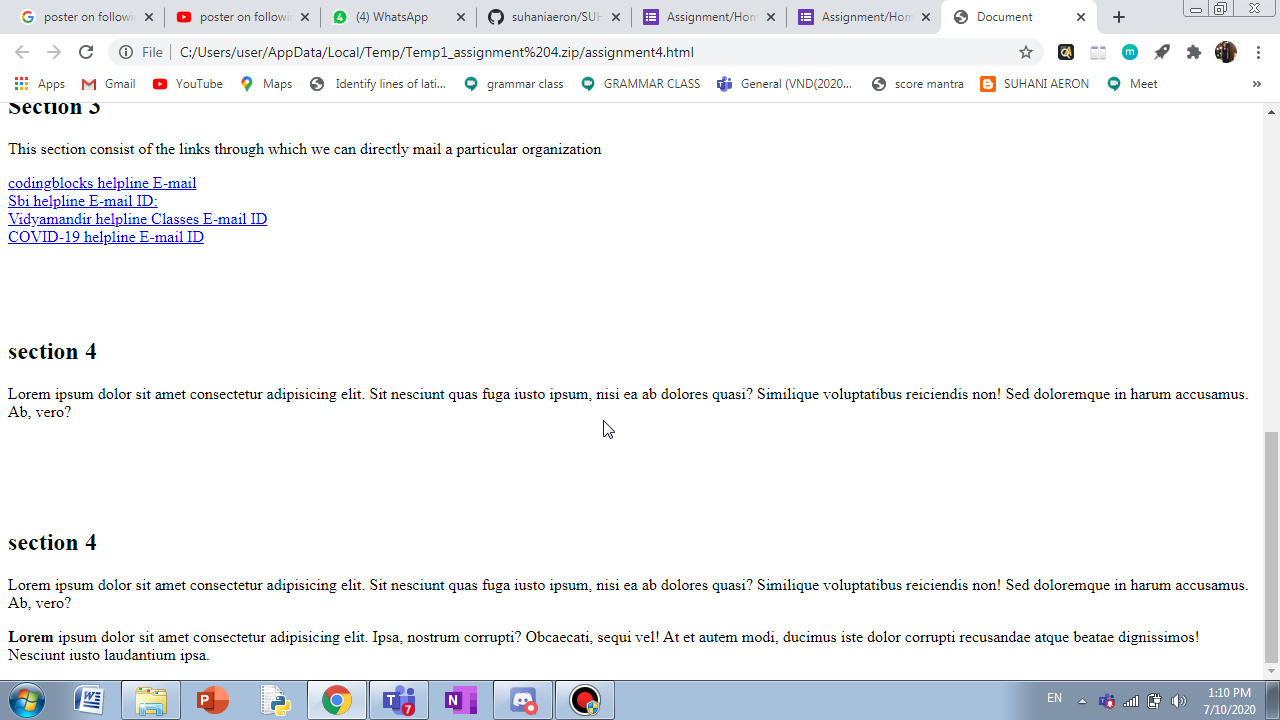 poster on followin
poster on followin
(4) WhatsApp
suhaniaeron/SUH
Assignment/Hom
Assignment/Hom
Document
File
C:/Users/user/AppData/Local/Temp/Temp1_assignment%204.zip/assignment4.html
Apps
Gmail
YouTube
Maps
Identify lines of lati...
grammar class
GRAMMAR CLASS
General (VND(2020...
score mantra
SUHANI AERON
Meet
»
Section 3
This section consist of the links through which we can directly mail a particular organization
codingblocks helpline E-mail
Sbi helpline E-mail ID:
Vidyamandir helpline Classes E-mail ID
COVID-19 helpline E-mail ID
section 4
Lorem ipsum dolor sit amet consectetur adipisicing elit. Sit nesciunt quas fuga iusto ipsum, nisi ea ab dolores quasi? Similique voluptatibus reiciendis non! Sed doloremque in harum accusamus.
Ab, vero?
section 4
Lorem ipsum dolor sit amet consectetur adipisicing elit. Sit nesciunt quas fuga iusto ipsum, nisi ea ab dolores quasi? Similique voluptatibus reiciendis non! Sed doloremque in harum accusamus.
Ab, vero?
Lorem ipsum dolor sit amet consectetur adipisicing elit. Ipsa, nostrum corrupti? Obcaecati, sequi vel! At et autem modi, ducimus iste dolor corrupti recusandae atque beatae dignissimos!
Nesciunt iusto laudantium ipsa.
EN
1:10 PM
7/10/2020